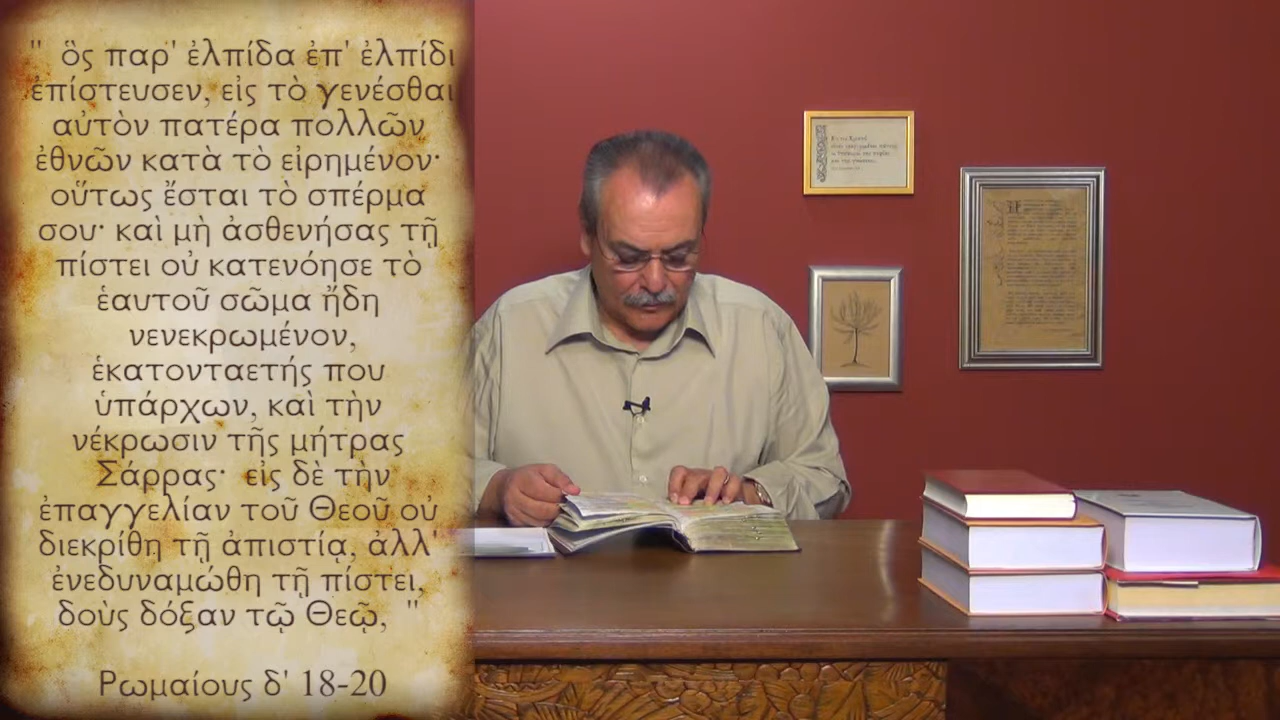 " ὃς παρ' ἐλπίδα ἐπ' ἐλπίδι
ἐπίστευσεν, εἰς τὸ γενέσθαι
αὐτὸν πατέρα πολλῶν
ἐθνῶν κατὰ τὸ εἰρημένον·
οὕτως ἔσται τὸ σπέρμα
σου· καὶ μὴ ἀσθενήσας τῇ
πίστει οὐ κατενόησε τὸ
ἑαυτοῦ σῶμα ἤδη
νενεκρωμένον,
ἑκατονταετής που
ὑπάρχων, καὶ τὴν
νέκρωσιν τῆς μήτρας
Σάρρας· εἰς δὲ τὴν
ἐπαγγελίαν τοῦ Θεοῦ οὐ
διεκρίθη τῇ ἀπιστίᾳ, ἀλλ'
ἐνεδυναμώθη τῇ πίστει,
δοὺς δόξαν τῷ Θεῷ, "
Ρωμαίους δ' 18-20